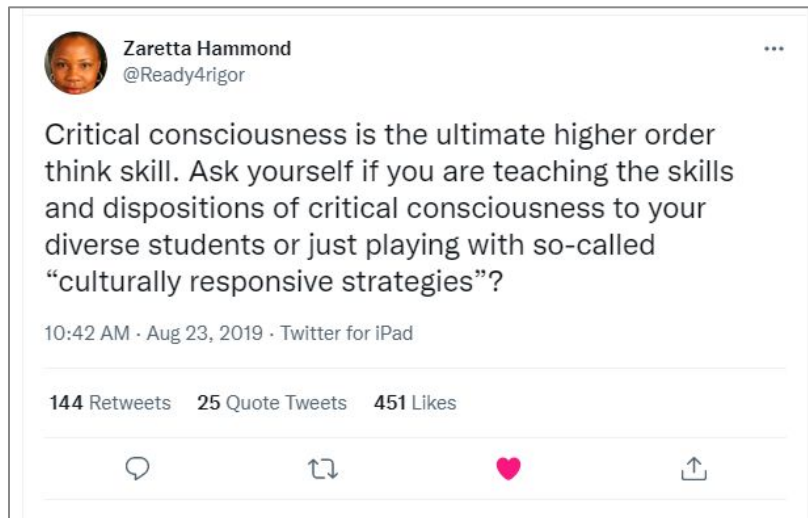 Zaretta Hammond
@Ready4rigor
Critical consciousness is the ultimate higher order
think skill. Ask yourself if you are teaching the skills
and dispositions of critical consciousness to your
diverse students or just playing with so-called
“culturally responsive strategies”?
10:42 AM · Aug 23, 2019 · Twitter for iPad
144 Retweets 25 Quote Tweets 451 Likes